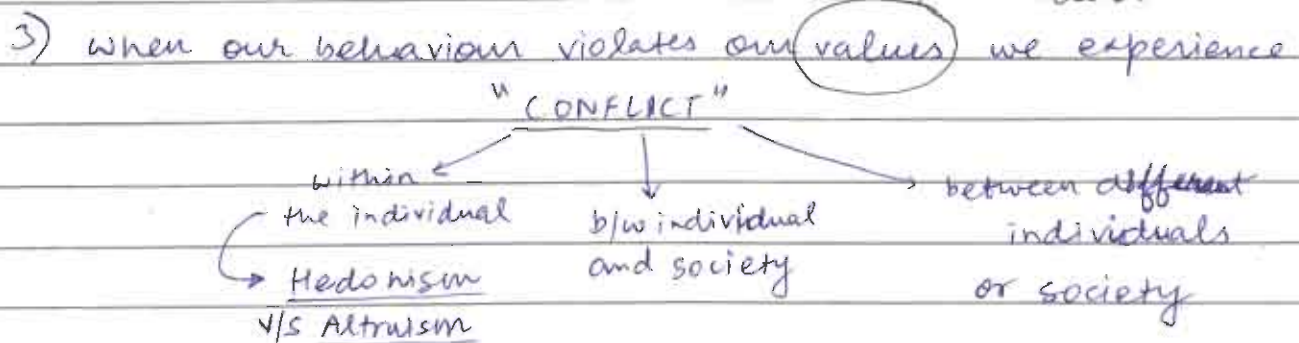 3) when our behaviour violates our values we experience
"CONFLICT"
within
the individual
Hedonism
v/s Altruism
b/w individual
and society
between different
individuals
or society